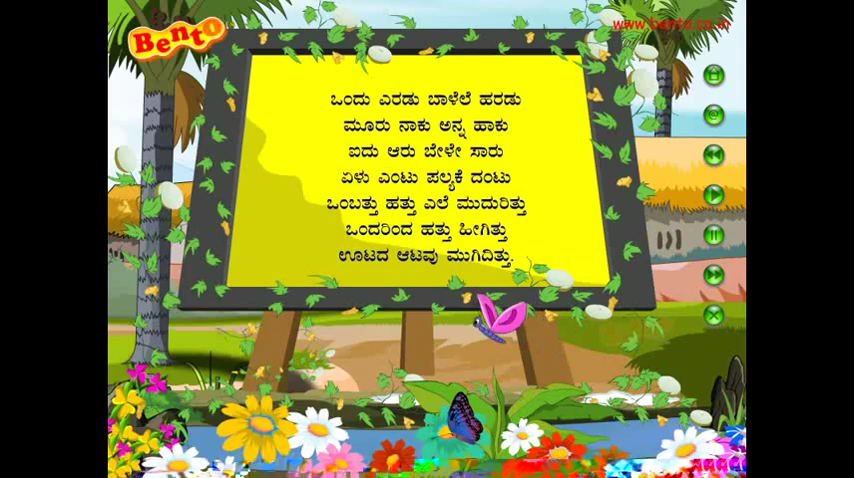 Bento
www.bento.co.in
ಒಂದು ಎರಡು ಬಾಳೆಲೆ ಹರಡು
ಮೂರು ನಾಕು ಅನ್ನ ಹಾಕು
ಐದು ಆರು ಬೇಳೇ ಸಾರು
ಏಳು ಎಂಟು ಪಲ್ಯಕೆ ದಂಟು
ಒಂಬತ್ತು ಹತ್ತು ಎಲೆ ಮುದುರಿತ್ತು
ಒಂದರಿಂದ ಹತ್ತು ಹೀಗಿತ್ತು
ಊಟದ ಆಟವು ಮುಗಿದಿತ್ತು.